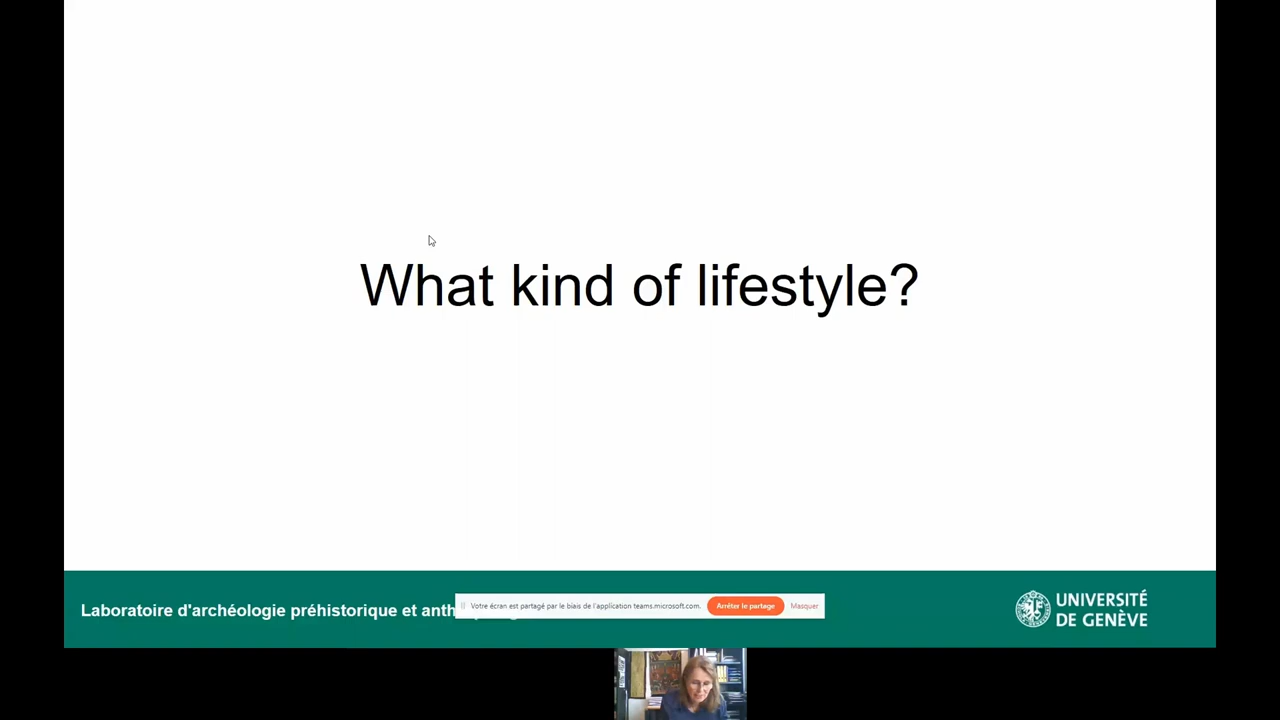 What kind of lifestyle?
Laboratoire d'archéologie préhistorique et
Votre écran est partagé par le biais de l'application teams.microsoft.com.
Arrêter le partage
Masquer
UNIVERSITÉ
DE GENÈVE